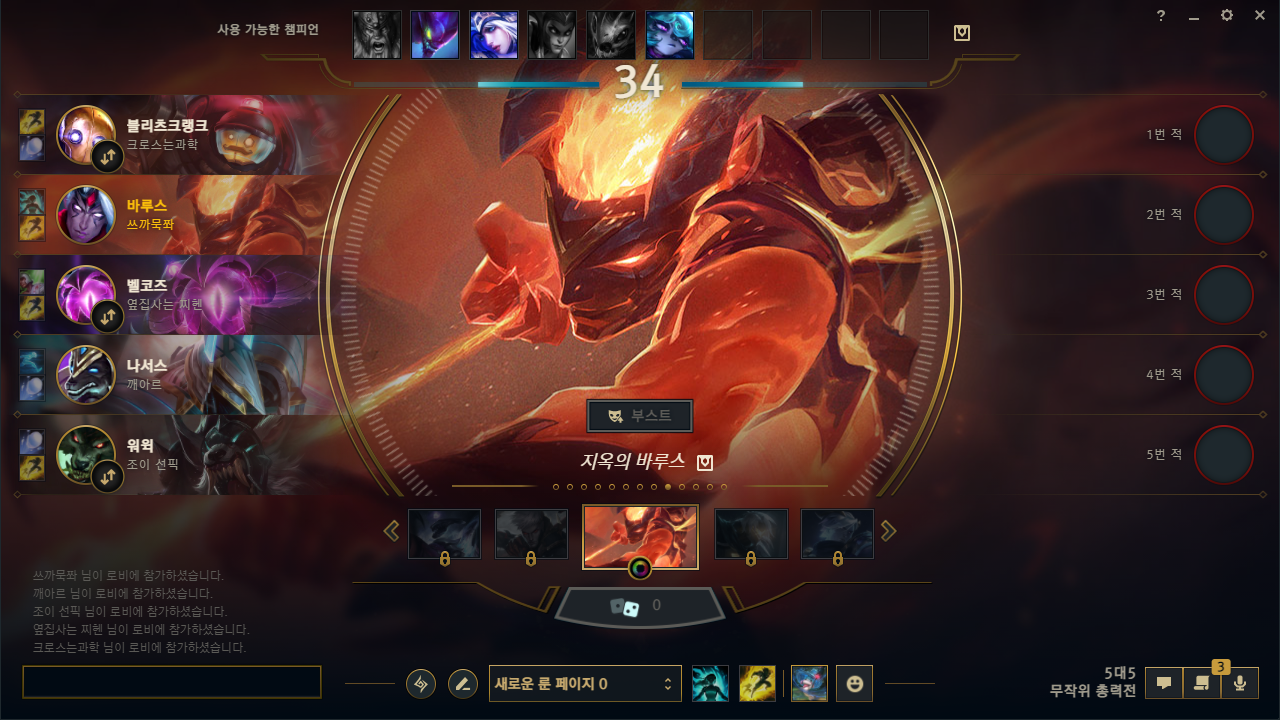 사용 가능한 챔피언
?
34
블리츠크랭크
크로스는과학
바루스
쓰까묵쫘
벨코즈
옆집사는 찌헨
나서스
깨아르
워윅
조이 선픽
1번 적
2번 적
3번 적
4번 적
5번 적
부스트
지옥의 바루스
0
쓰까묵쫘 님이 로비에 참가하셨습니다.
깨아르 님이 로비에 참가하셨습니다.
조이 선픽 님이 로비에 참가하셨습니다.
옆집사는 찌헨 님이 로비에 참가하셨습니다.
크로스는과학 님이 로비에 참가하셨습니다.
새로운 룬 페이지 0
5대5
무작위 총력전
3